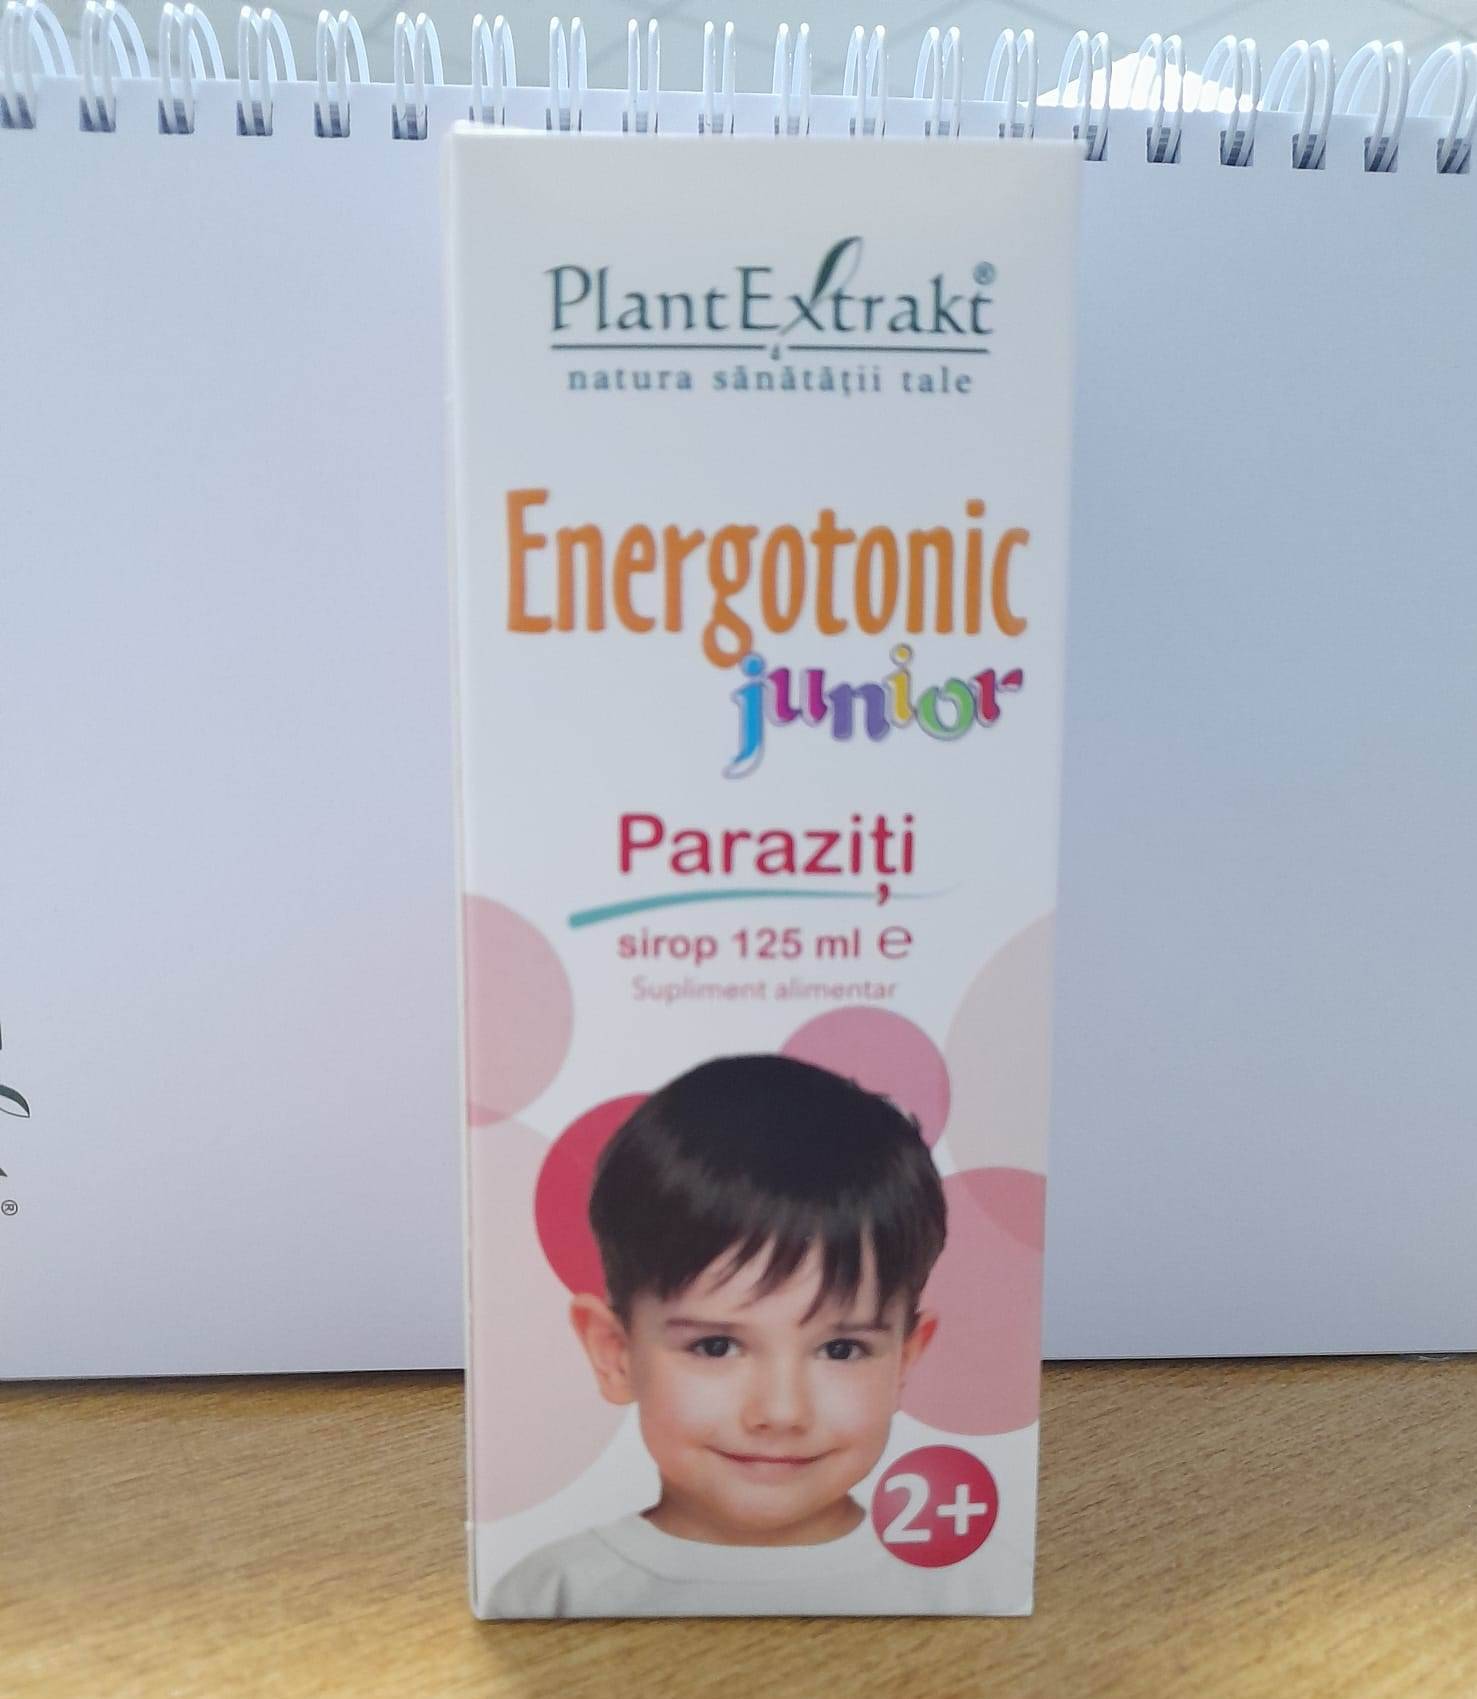 PlantExtrakt®
natura sănătății tale
Energotonic
junior
Paraziți
sirop 125 ml e
Supliment alimentar
2+
®